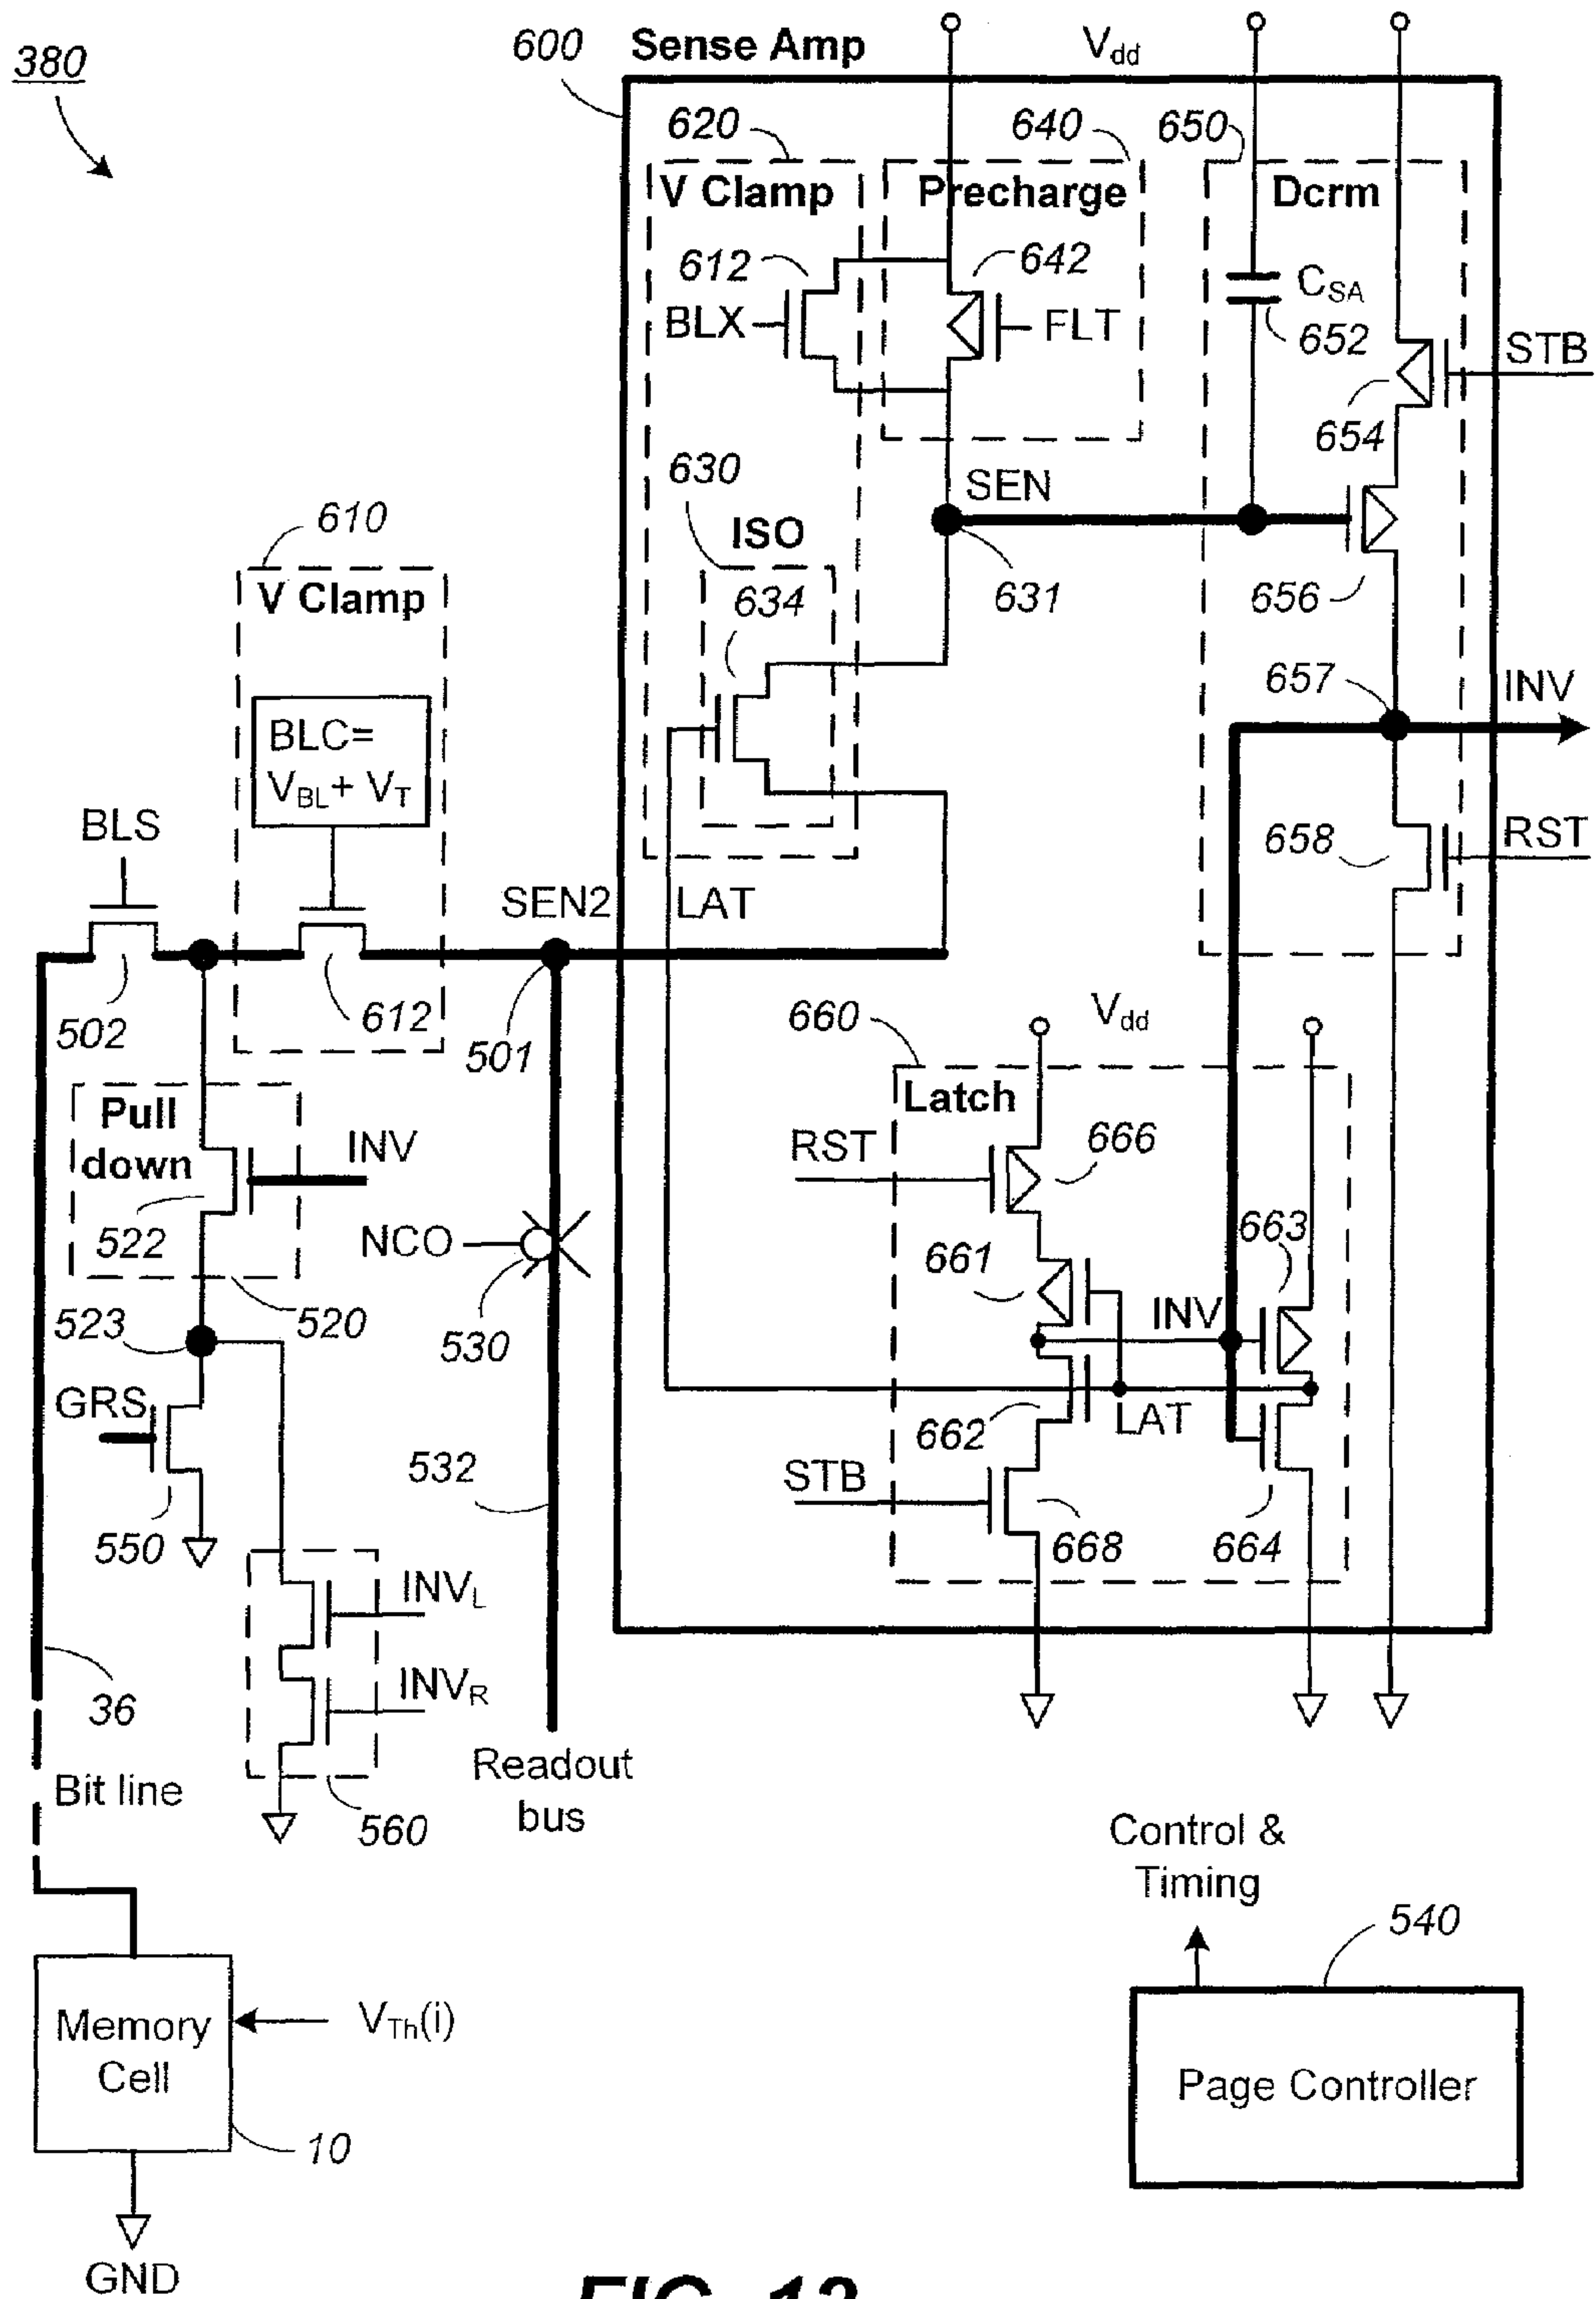 380
600
Sense Amp
Vdd
620
640
650
V Clamp
Precharge
Dcrm
612
642
CSA
BLX
FLT
652
STB
654
630
SEN
610
ISO
V Clamp
634
631
656
657
INV
BLC=
VBL+ VT
BLS
658
RST
SEN2
LAT
502
612
501
660
Vdd
Pull
down
INV
Latch
RST
666
522
NCO
663
661
INV
523
520
530
GRS
662
LAT
532
STB
550
668
664
INVL
INVR
36
Readout
bus
Bit line
560
Control &
Timing
540
Memory
Cell
VTh(i)
Page Controller
10
GND
FIG. 13